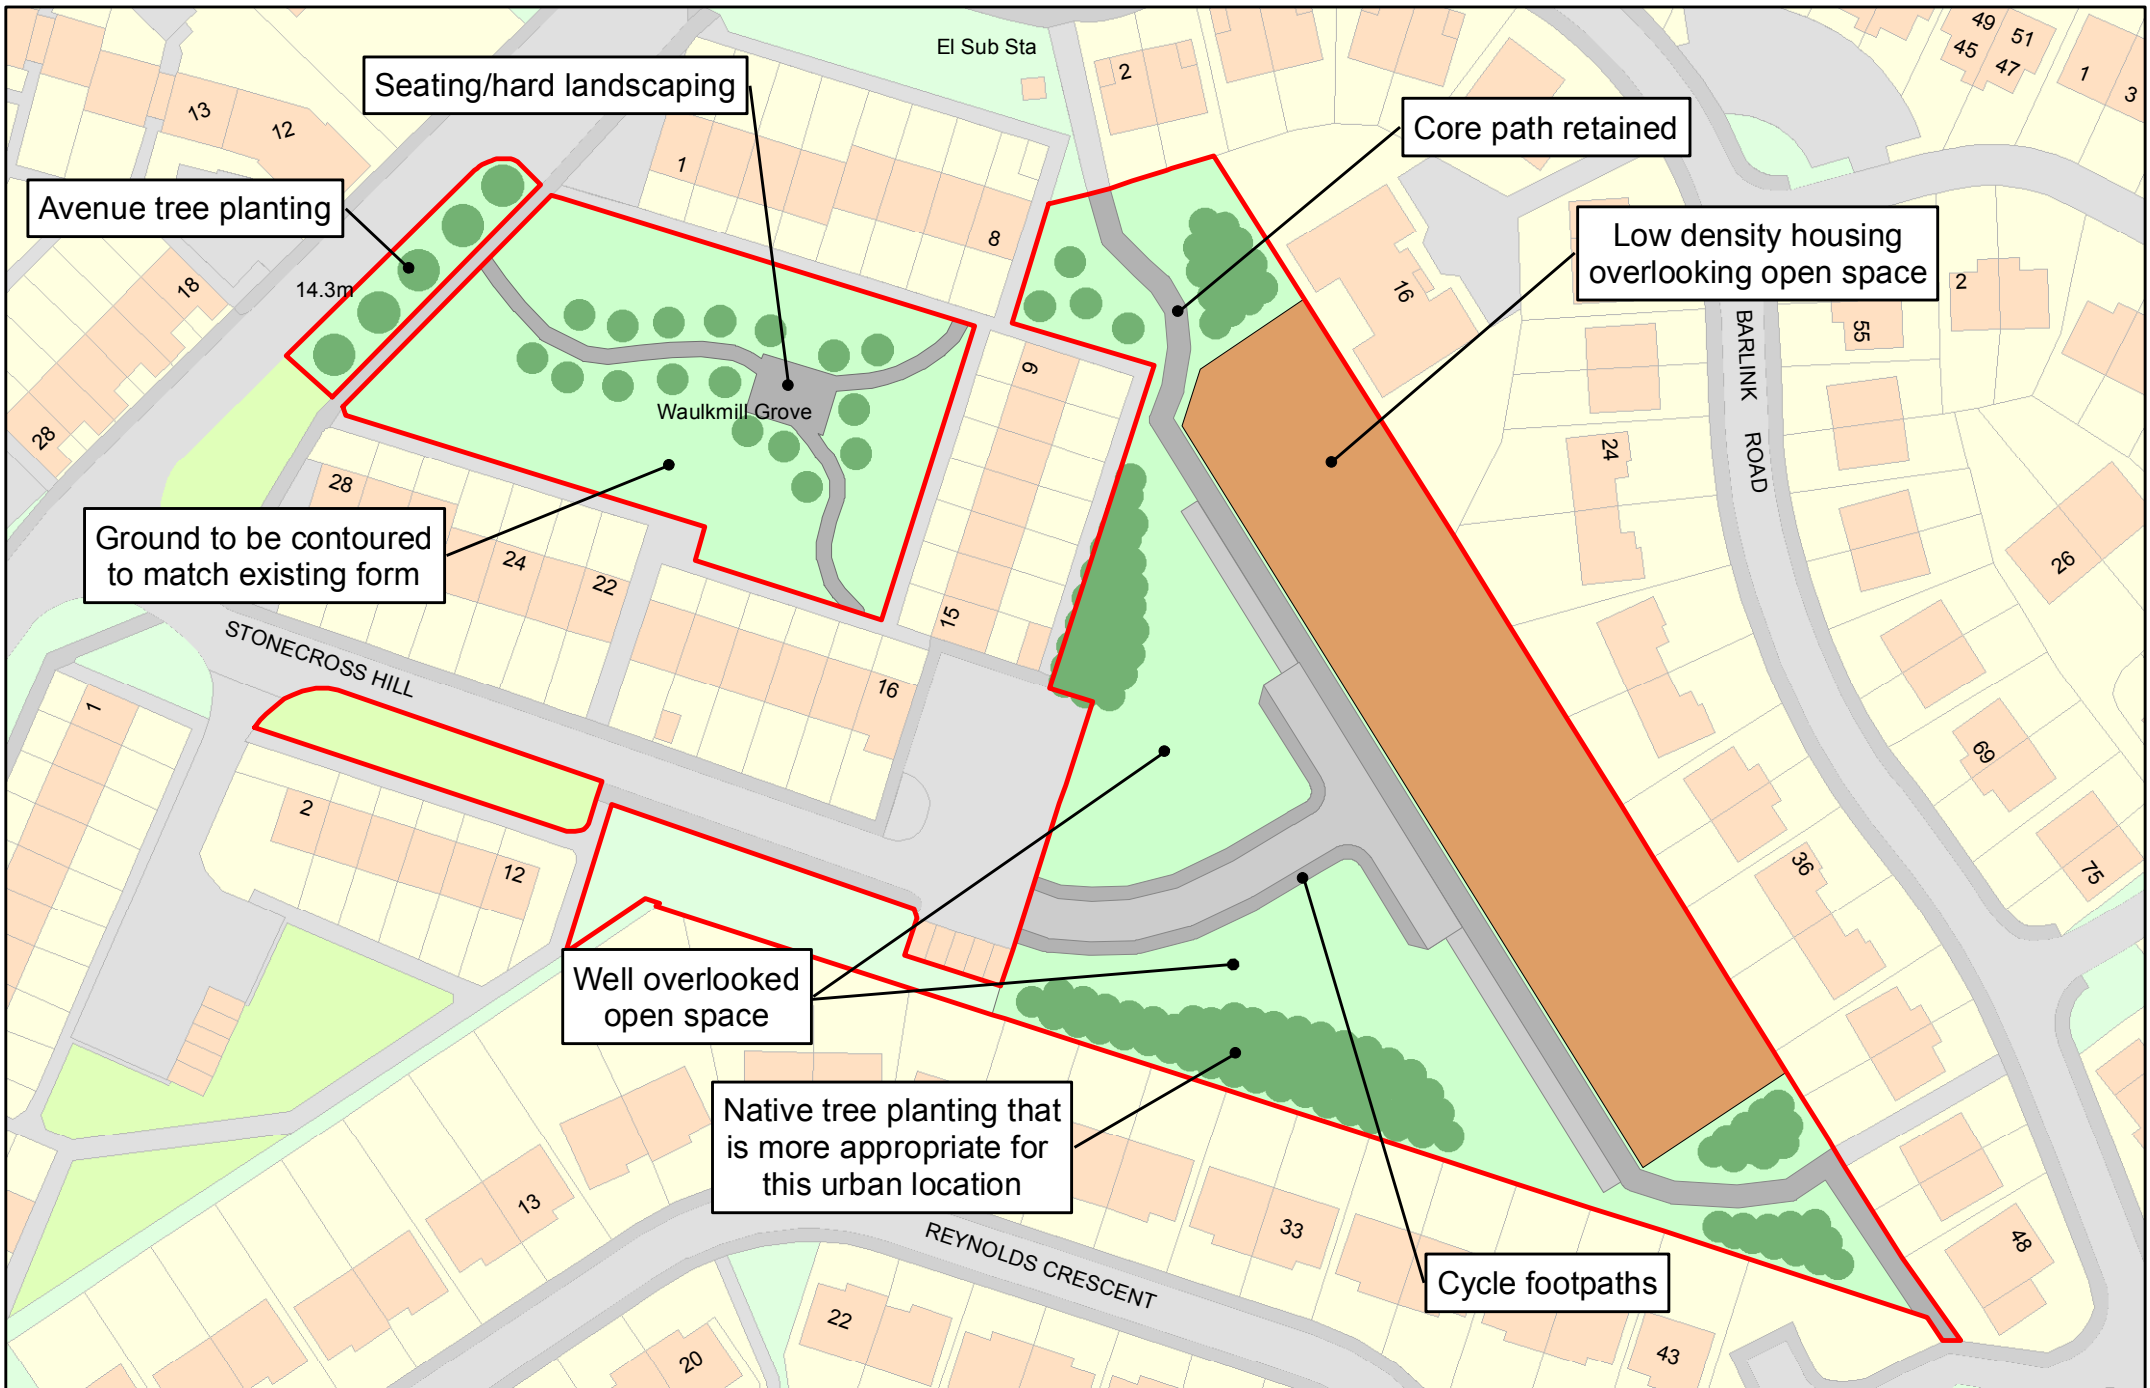 El Sub Sta
2
49
51
45
47
1
3
Seating/hard landscaping
Core path retained
13
12
1
Avenue tree planting
8
Low density housing
overlooking open space
18
14.3m
16
2
BARLINK ROAD
55
9
Waulkmill Grove
28
24
28
Ground to be contoured
to match existing form
24
22
26
15
STONECROSS HILL
16
1
69
2
12
36
75
Well overlooked
open space
Native tree planting that
is more appropriate for
this urban location
13
33
48
REYNOLDS CRESCENT
Cycle footpaths
22
20
43